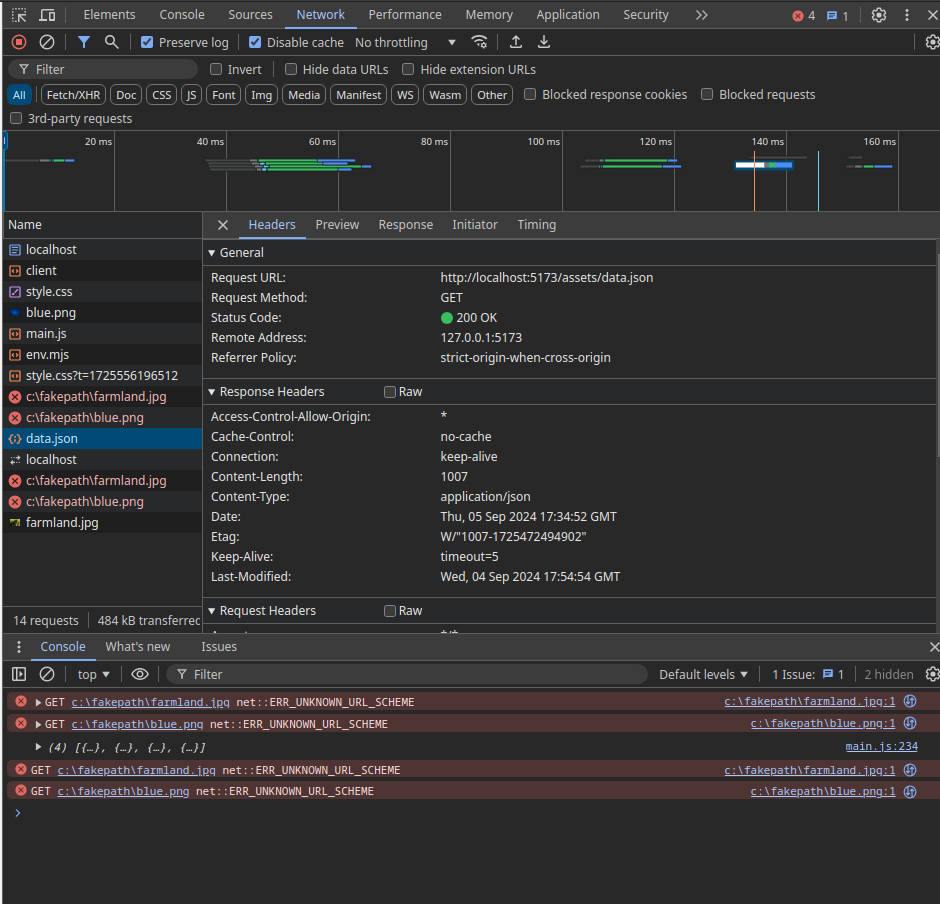 Elements Console Sources Network Performance Memory Application Security 4 1
Preserve log Disable cache No throttling
Filter Invert Hide data URLs Hide extension URLs
All Fetch/XHR Doc CSS JS Font Img Media Manifest WS Wasm Other Blocked response cookies Blocked requests
3rd-party requests
20 ms 40 ms 60 ms 80 ms 100 ms 120 ms 140 ms 160 ms
Name
localhost
client
style.css
blue.png
main.js
env.mjs
style.css?t=1725556196512
c:\fakepath\farmland.jpg
c:\fakepath\blue.png
data.json
localhost
c:\fakepath\farmland.jpg
c:\fakepath\blue.png
farmland.jpg
14 requests 484 kB transferred
Headers Preview Response Initiator Timing
General
Request URL: http://localhost:5173/assets/data.json
Request Method: GET
Status Code: 200 OK
Remote Address: 127.0.0.1:5173
Referrer Policy: strict-origin-when-cross-origin
Response Headers Raw
Access-Control-Allow-Origin: *
Cache-Control: no-cache
Connection: keep-alive
Content-Length: 1007
Content-Type: application/json
Date: Thu, 05 Sep 2024 17:34:52 GMT
Etag: W/"1007-1725472494902"
Keep-Alive: timeout=5
Last-Modified: Wed, 04 Sep 2024 17:54:54 GMT
Request Headers Raw
Console What's new Issues
top Filter Default levels 1 Issue: 1 2 hidden
GET c:\fakepath\farmland.jpg net::ERR_UNKNOWN_URL_SCHEME c:\fakepath\farmland.jpg:1
GET c:\fakepath\blue.png net::ERR_UNKNOWN_URL_SCHEME c:\fakepath\blue.png:1
(4) [{…}, {…}, {…}, {…}] main.js:234
GET c:\fakepath\farmland.jpg net::ERR_UNKNOWN_URL_SCHEME c:\fakepath\farmland.jpg:1
GET c:\fakepath\blue.png net::ERR_UNKNOWN_URL_SCHEME c:\fakepath\blue.png:1